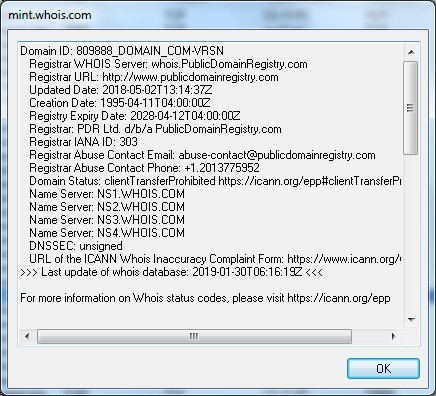 mint.whois.com
Domain ID: 809888_DOMAIN_COM-VRSN
Registrar WHOIS Server: whois.PublicDomainRegistry.com
Registrar URL: http://www.publicdomainregistry.com
Updated Date: 2018-05-02T13:14:37Z
Creation Date: 1995-04-11T04:00:00Z
Registry Expiry Date: 2028-04-12T04:00:00Z
Registrar: PDR Ltd. d/b/a PublicDomainRegistry.com
Registrar IANA ID: 303
Registrar Abuse Contact Email: abuse-contact@publicdomainregistry.com
Registrar Abuse Contact Phone: +1.2013775952
Domain Status: clientTransferProhibited https://icann.org/epp#clientTransferPr
Name Server: NS1.WHOIS.COM
Name Server: NS2.WHOIS.COM
Name Server: NS3.WHOIS.COM
Name Server: NS4.WHOIS.COM
DNSSEC: unsigned
URL of the ICANN Whois Inaccuracy Complaint Form: https://www.icann.org/
>>> Last update of whois database: 2019-01-30T06:16:19Z <<<
For more information on Whois status codes, please visit https://icann.org/epp
OK